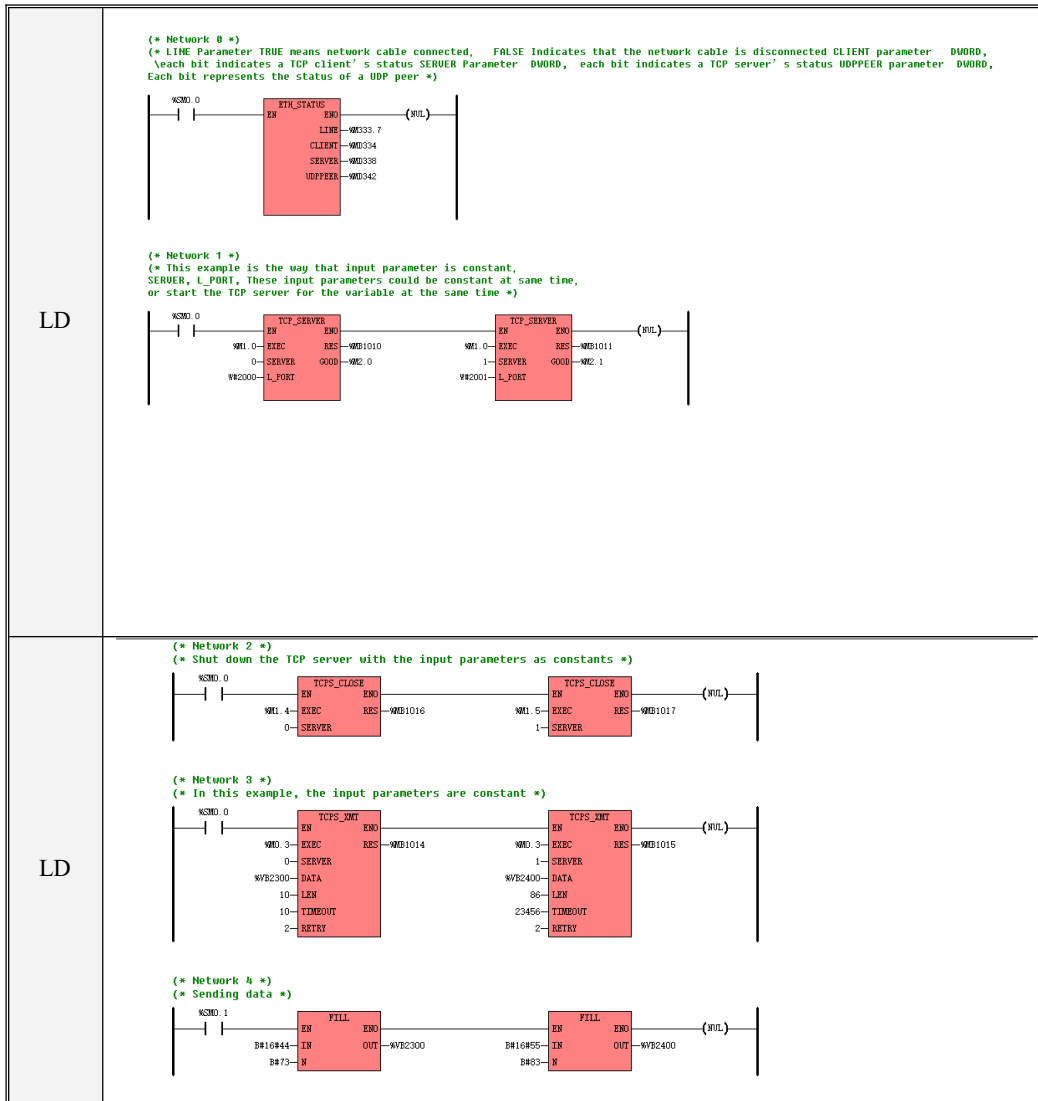 LD
(* Network 0 *)
(* LINE Parameter TRUE means network cable connected, FALSE Indicates that the network cable is disconnected CLIENT parameter DWORD,
\each bit indicates a TCP client's status SERVER Parameter DWORD, each bit indicates a TCP server's status UDPPEER parameter DWORD,
Each bit represents the status of a UDP peer *)
%SM0.0
ETH_STATUS
EN ENO (NUL)
LINE %M333.7
CLIENT %MD334
SERVER %MD338
UDPPEER %MD342
(* Network 1 *)
(* This example is the way that input parameter is constant,
SERVER, L_PORT, These input parameters could be constant at same time,
or start the TCP server for the variable at the same time *)
%SM0.0 TCP_SERVER TCP_SERVER
EN ENO EN ENO (NUL)
%M1.0 EXEC RES %MB1010 %M1.0 EXEC RES %MB1011
0 SERVER GOOD %M2.0 1 SERVER GOOD %M2.1
W#2000 L_PORT W#2001 L_PORT
LD
(* Network 2 *)
(* Shut down the TCP server with the input parameters as constants *)
%SM0.0 TCPS_CLOSE TCPS_CLOSE
EN ENO EN ENO (NUL)
%M1.4 EXEC RES %MB1016 %M1.5 EXEC RES %MB1017
0 SERVER 1 SERVER
(* Network 3 *)
(* In this example, the input parameters are constant *)
%SM0.0 TCPS_XMT TCPS_XMT
EN ENO EN ENO (NUL)
%M0.3 EXEC RES %MB1014 %M0.3 EXEC RES %MB1015
0 SERVER 1 SERVER
%VB2300 DATA %VB2400 DATA
10 LEN 86 LEN
10 TIMEOUT 23456 TIMEOUT
2 RETRY 2 RETRY
(* Network 4 *)
(* Sending data *)
%SM0.1 FILL FILL
EN ENO EN ENO (NUL)
B#16#44 IN OUT %VB2300 B#16#55 IN OUT %VB2400
B#73 N B#83 N